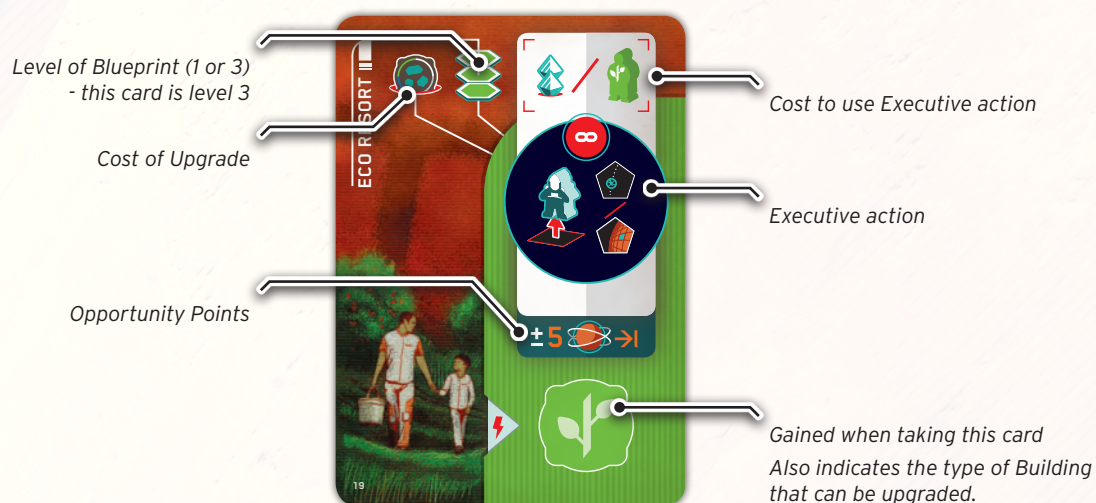 Level of Blueprint (1 or 3)
- this card is level 3
Cost of Upgrade
Opportunity Points
ECO RESORT
8
±5
19
Cost to use Executive action
Executive action
Gained when taking this card
Also indicates the type of Building
that can be upgraded.